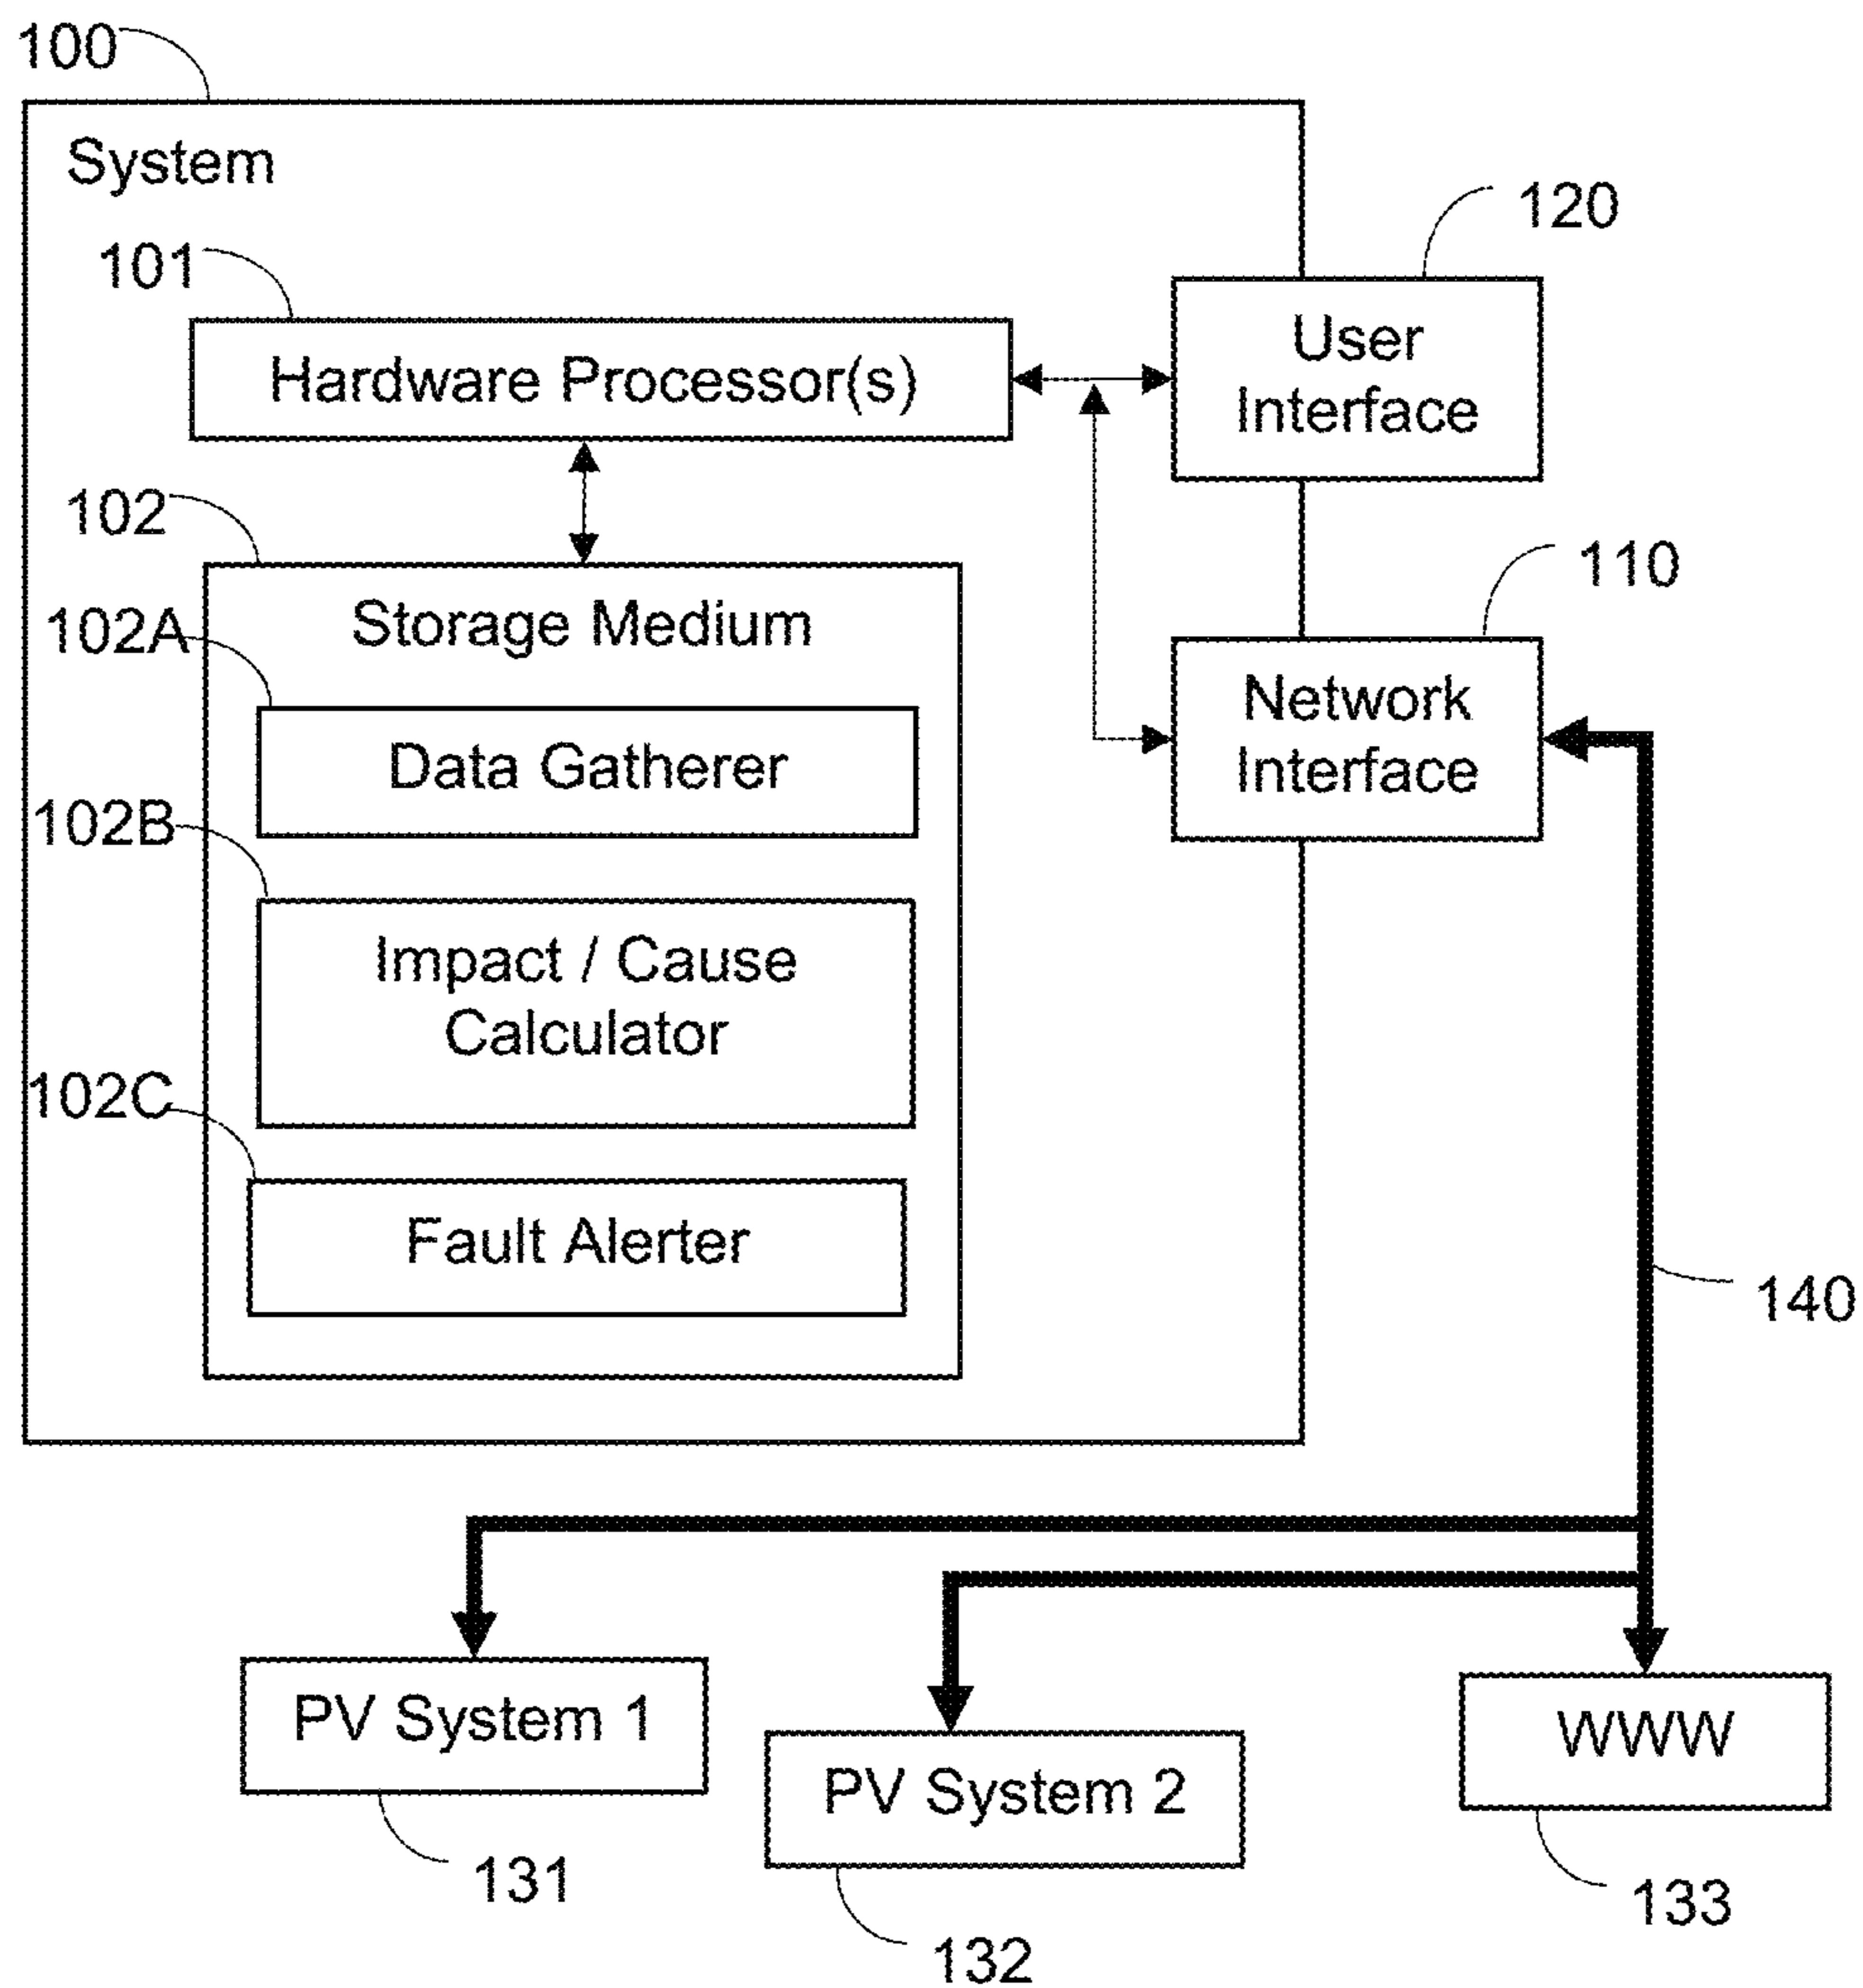 100
System
120
101
Hardware Processor(s)
User
Interface
102
110
102A
Storage Medium
Network
Interface
Data Gatherer
102B
Impact / Cause
Calculator
102C
Fault Alerter
140
PV System 1
WWW
PV System 2
131
133
132